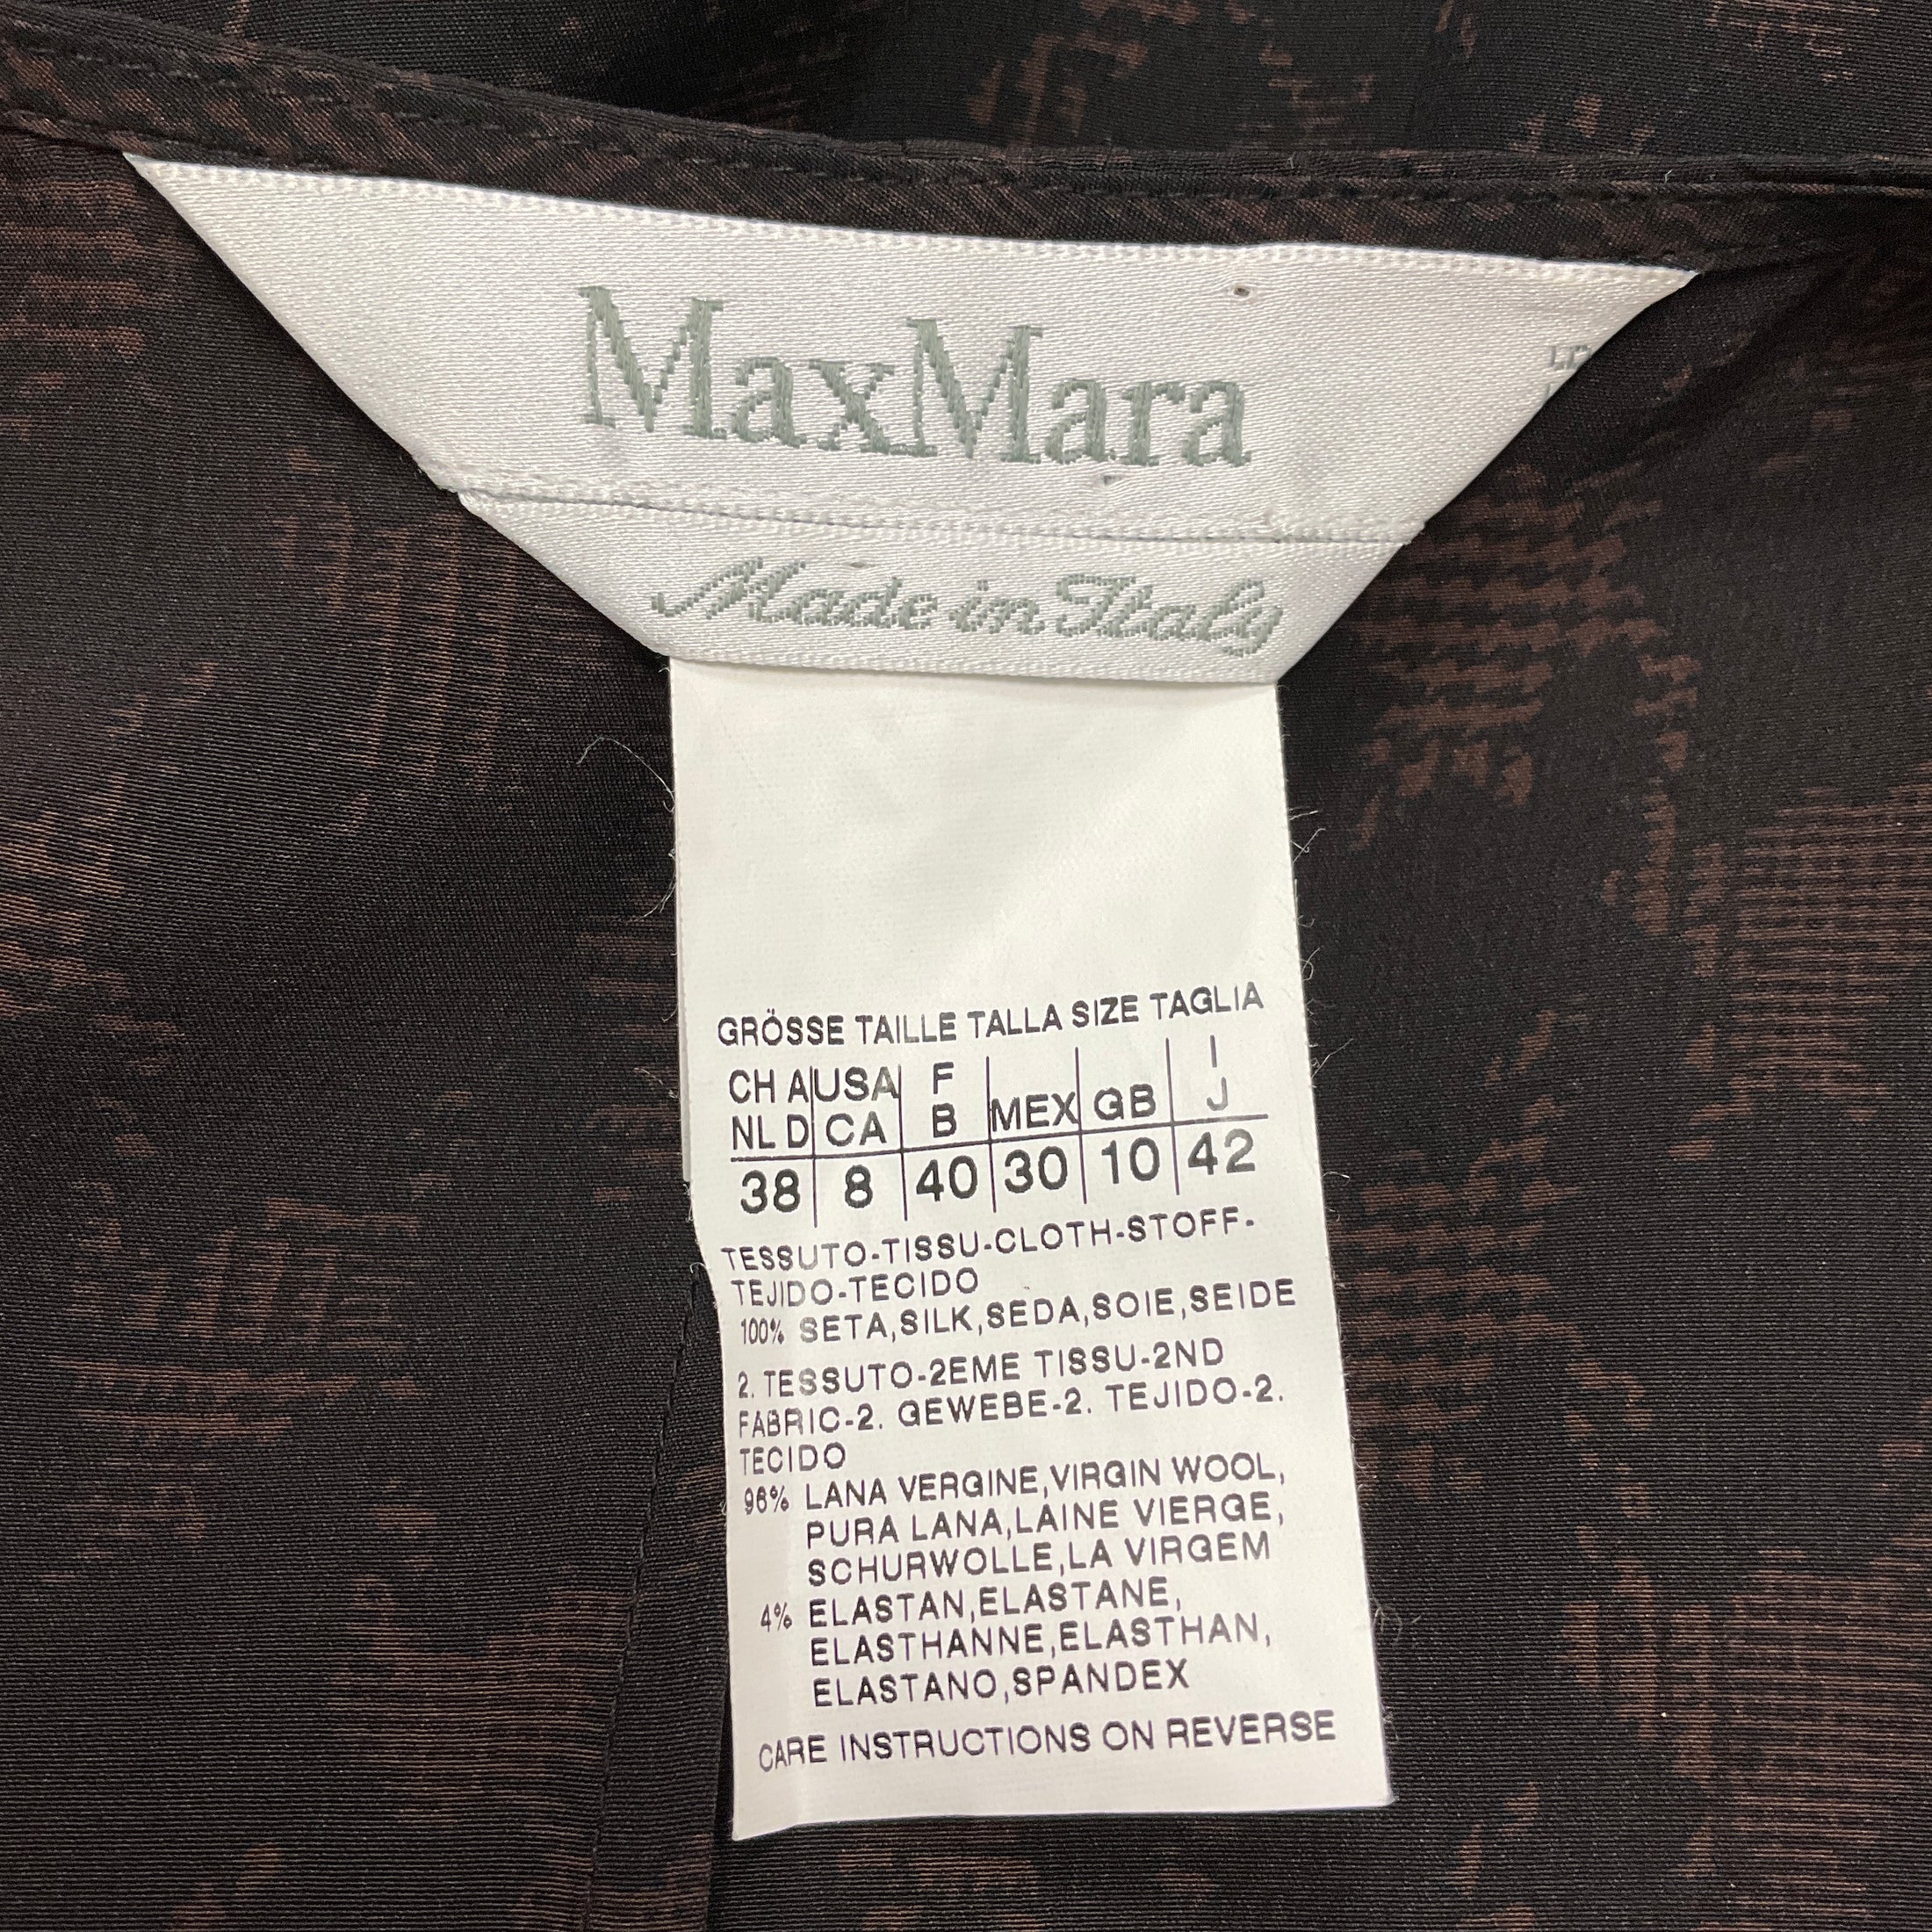 MaxMara
Made in Italy
GRÖSSE TAILLE TALLA SIZE TAGLIA
CH A USA F MEX GB I
NL D CA B J
38 8 40 30 10 42
TESSUTO-TISSU-CLOTH-STOFF-
TEJIDO-TECIDO
100% SETA,SILK,SEDA,SOIE,SEIDE
2. TESSUTO-2EME TISSU-2ND
FABRIC-2. GEWEBE-2. TEJIDO-2.
TECIDO
96% LANA VERGINE,VIRGIN WOOL,
PURA LANA,LAINE VIERGE,
SCHURWOLLE,LA VIRGEM
4% ELASTAN,ELASTANE,
ELASTHANNE,ELASTHAN,
ELASTANO,SPANDEX
CARE INSTRUCTIONS ON REVERSE